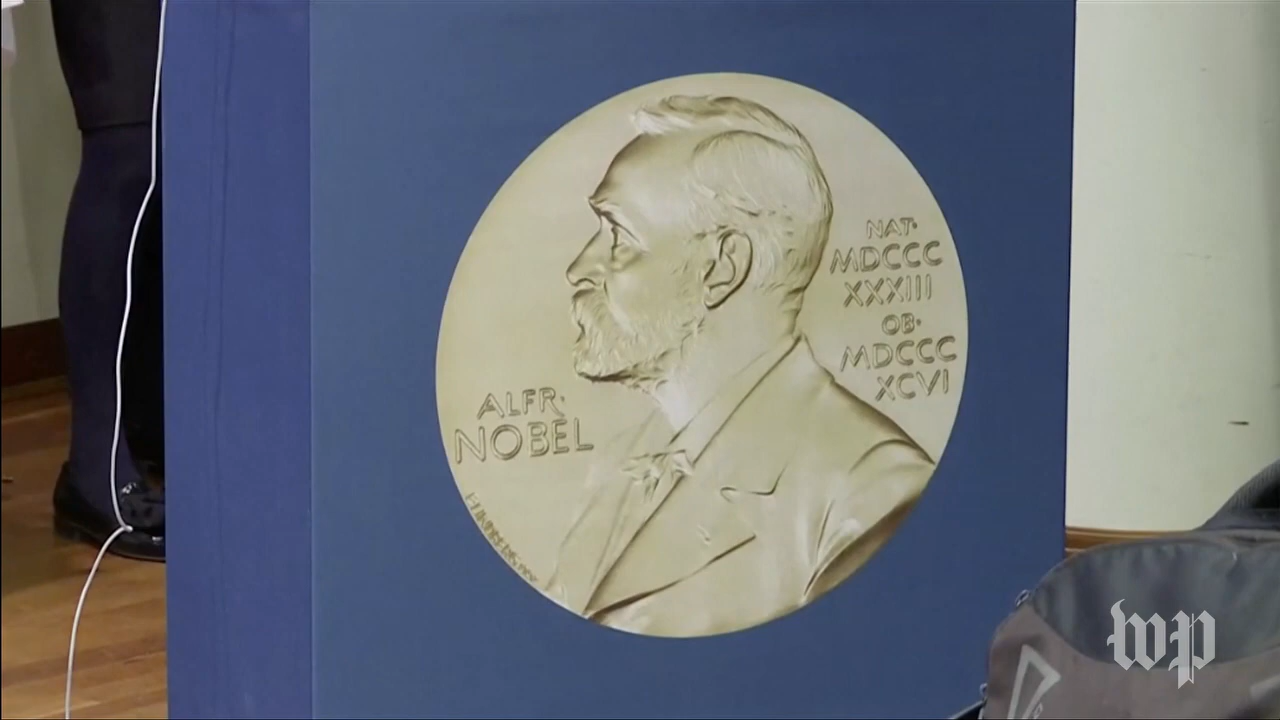 ALFR·
NOBEL
NAT·
MDCCC
XXXIII
OB·
MDCCC
XCVI
wp